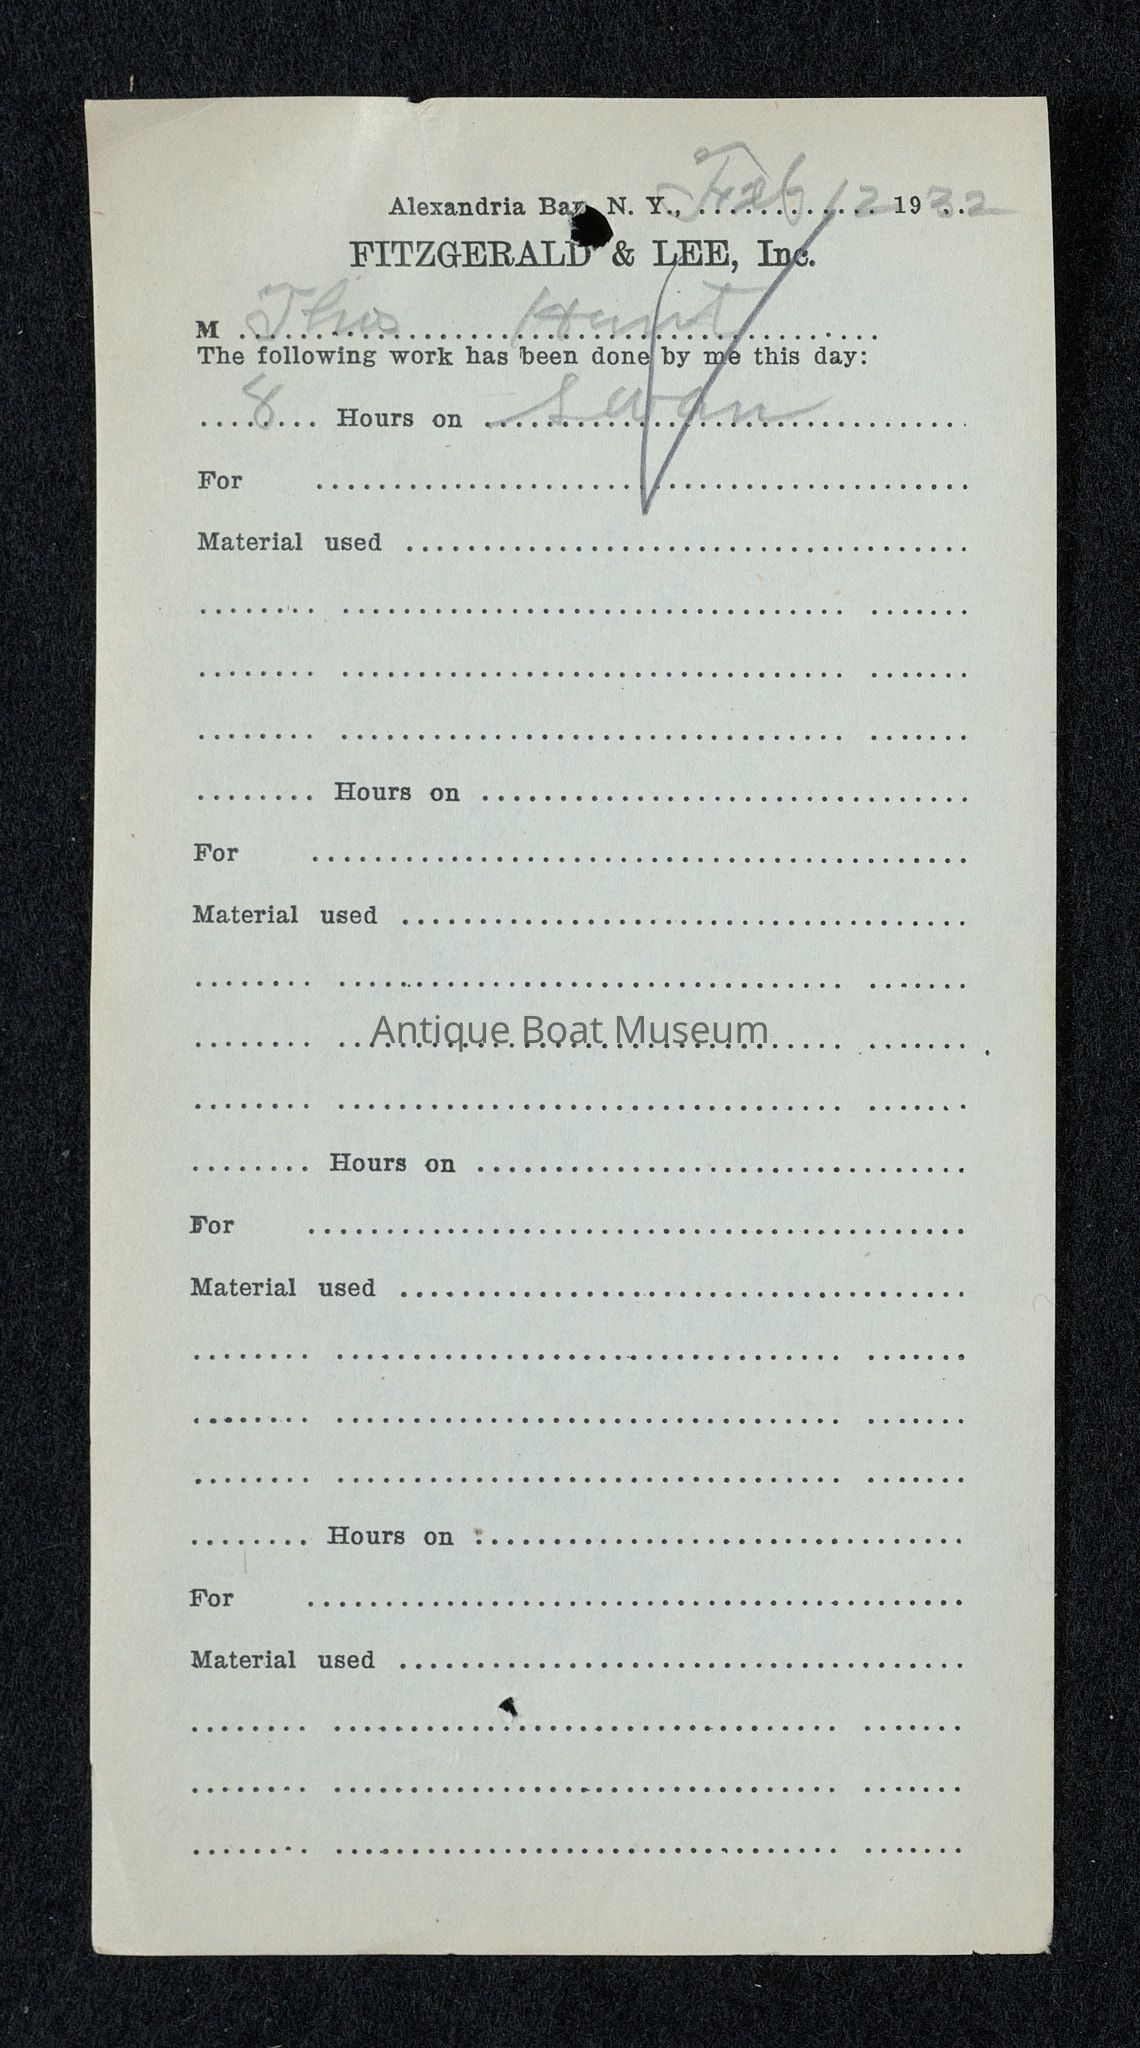 Alexandria Bay, N. Y., Feb 12 1932
FITZGERALD & LEE, Inc.
M Thos Hunt
The following work has been done by me this day:
8 Hours on Swan
For
Material used
Hours on
For
Material used
Antique Boat Museum
Hours on
For
Material used
Hours on
For
Material used